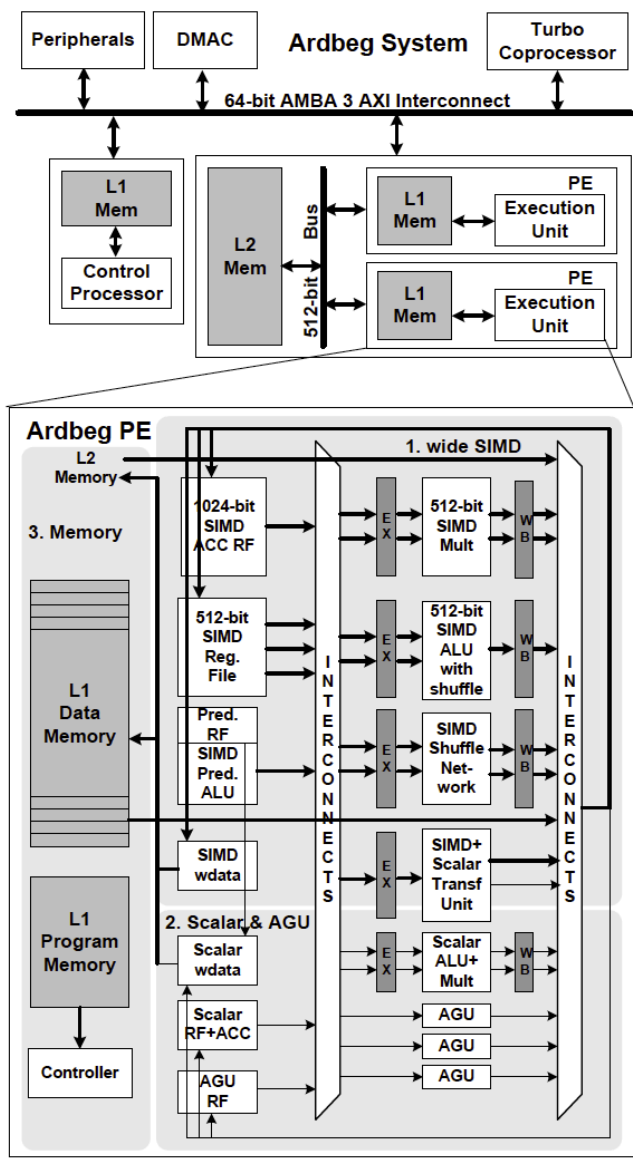 Peripherals
DMAC
Ardbeg System
Turbo
Coprocessor
64-bit AMBA 3 AXI Interconnect
L1
Mem
Control
Processor
L2
Mem
512-bit Bus
PE
L1
Mem
Execution
Unit
PE
L1
Mem
Execution
Unit
Ardbeg PE
L2
Memory
1. wide SIMD
3. Memory
1024-bit
SIMD
ACC RF
EX
512-bit
SIMD
Mult
WB
512-bit
SIMD
Reg.
File
EX
512-bit
SIMD
ALU
with
shuffle
WB
INTERCONNECTS
INTERCONNECTS
L1
Data
Memory
Pred.
RF
SIMD
Pred.
ALU
EX
SIMD
Shuffle
Net-
work
WB
SIMD
wdata
EX
SIMD+
Scalar
Transf
Unit
L1
Program
Memory
2. Scalar & AGU
Scalar
wdata
EX
Scalar
ALU+
Mult
WB
Scalar
RF+ACC
AGU
AGU
Controller
AGU
RF
AGU